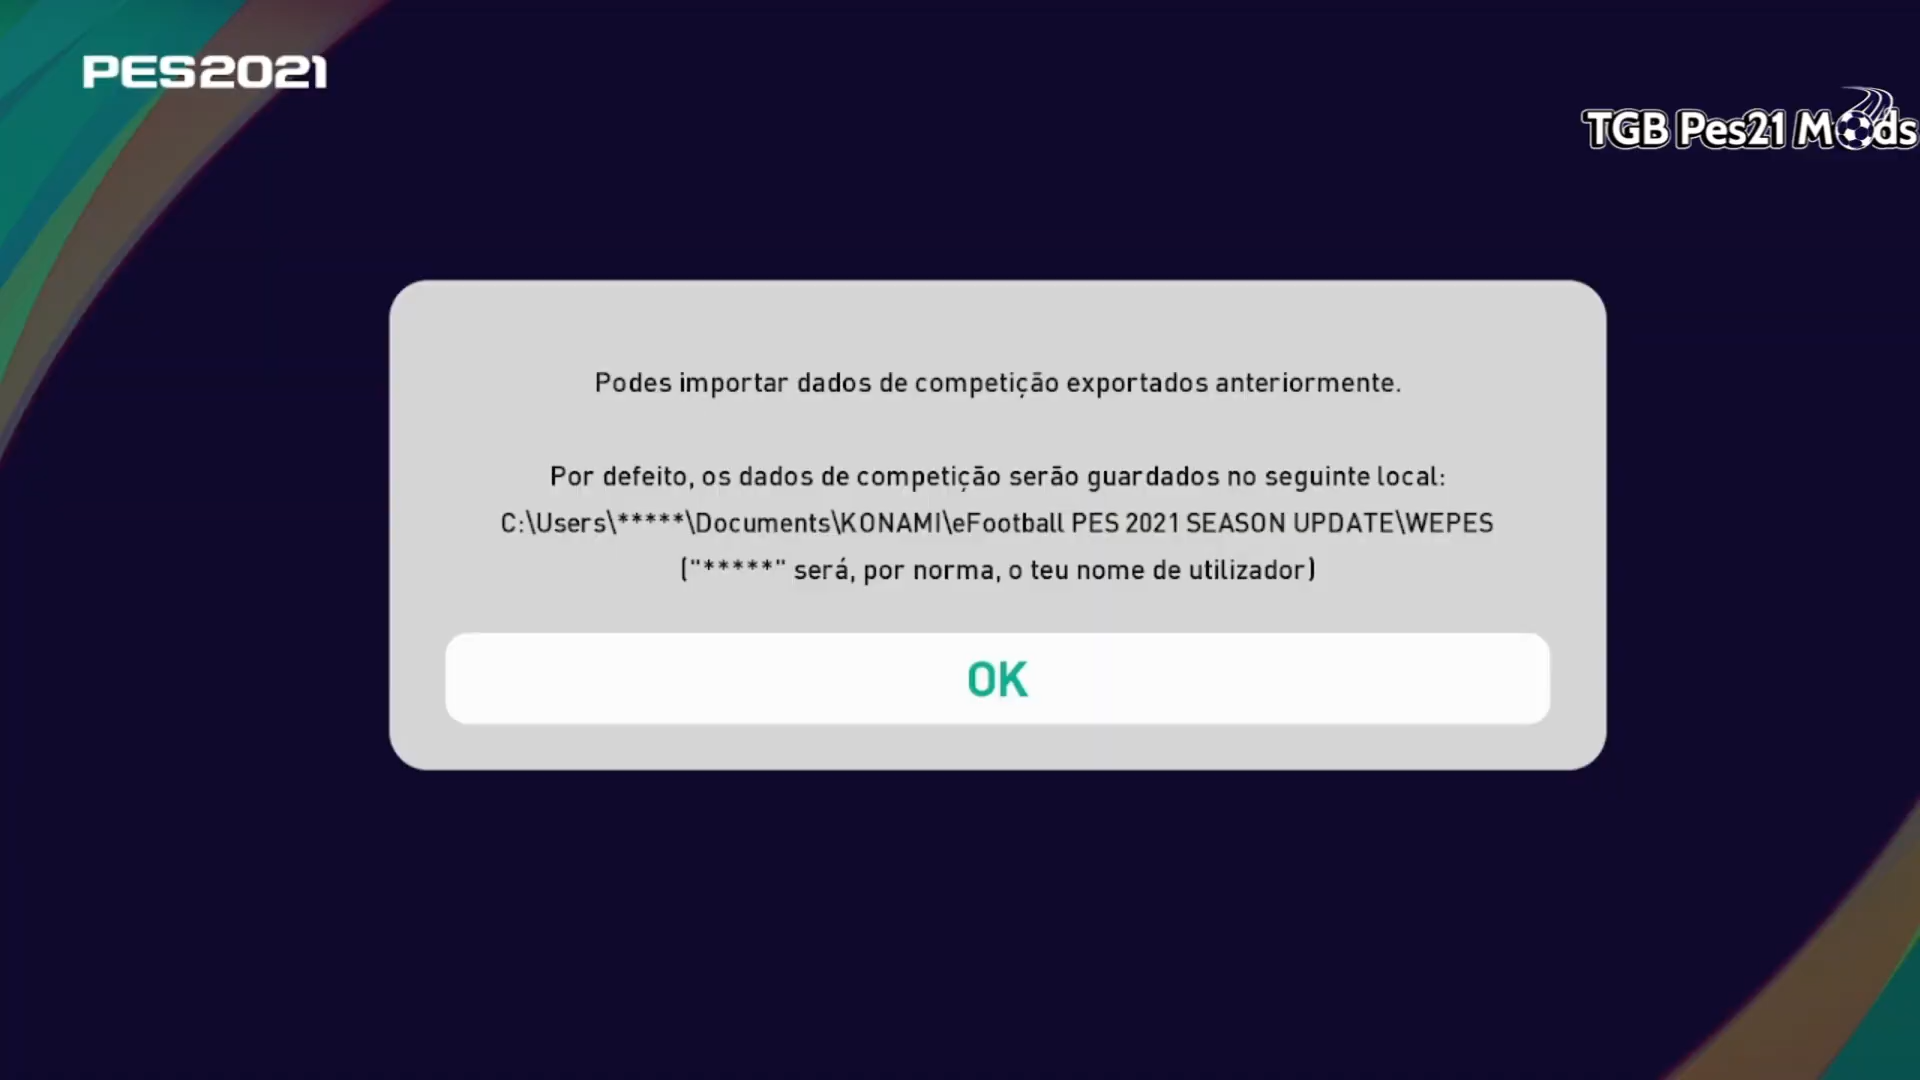 PES2021
TGB Pes21 Mods
Podes importar dados de competição exportados anteriormente.
Por defeito, os dados de competição serão guardados no seguinte local:
C:\Users\*****\Documents\KONAMI\eFootball PES 2021 SEASON UPDATE\WEPES
("*****" será, por norma, o teu nome de utilizador)
OK